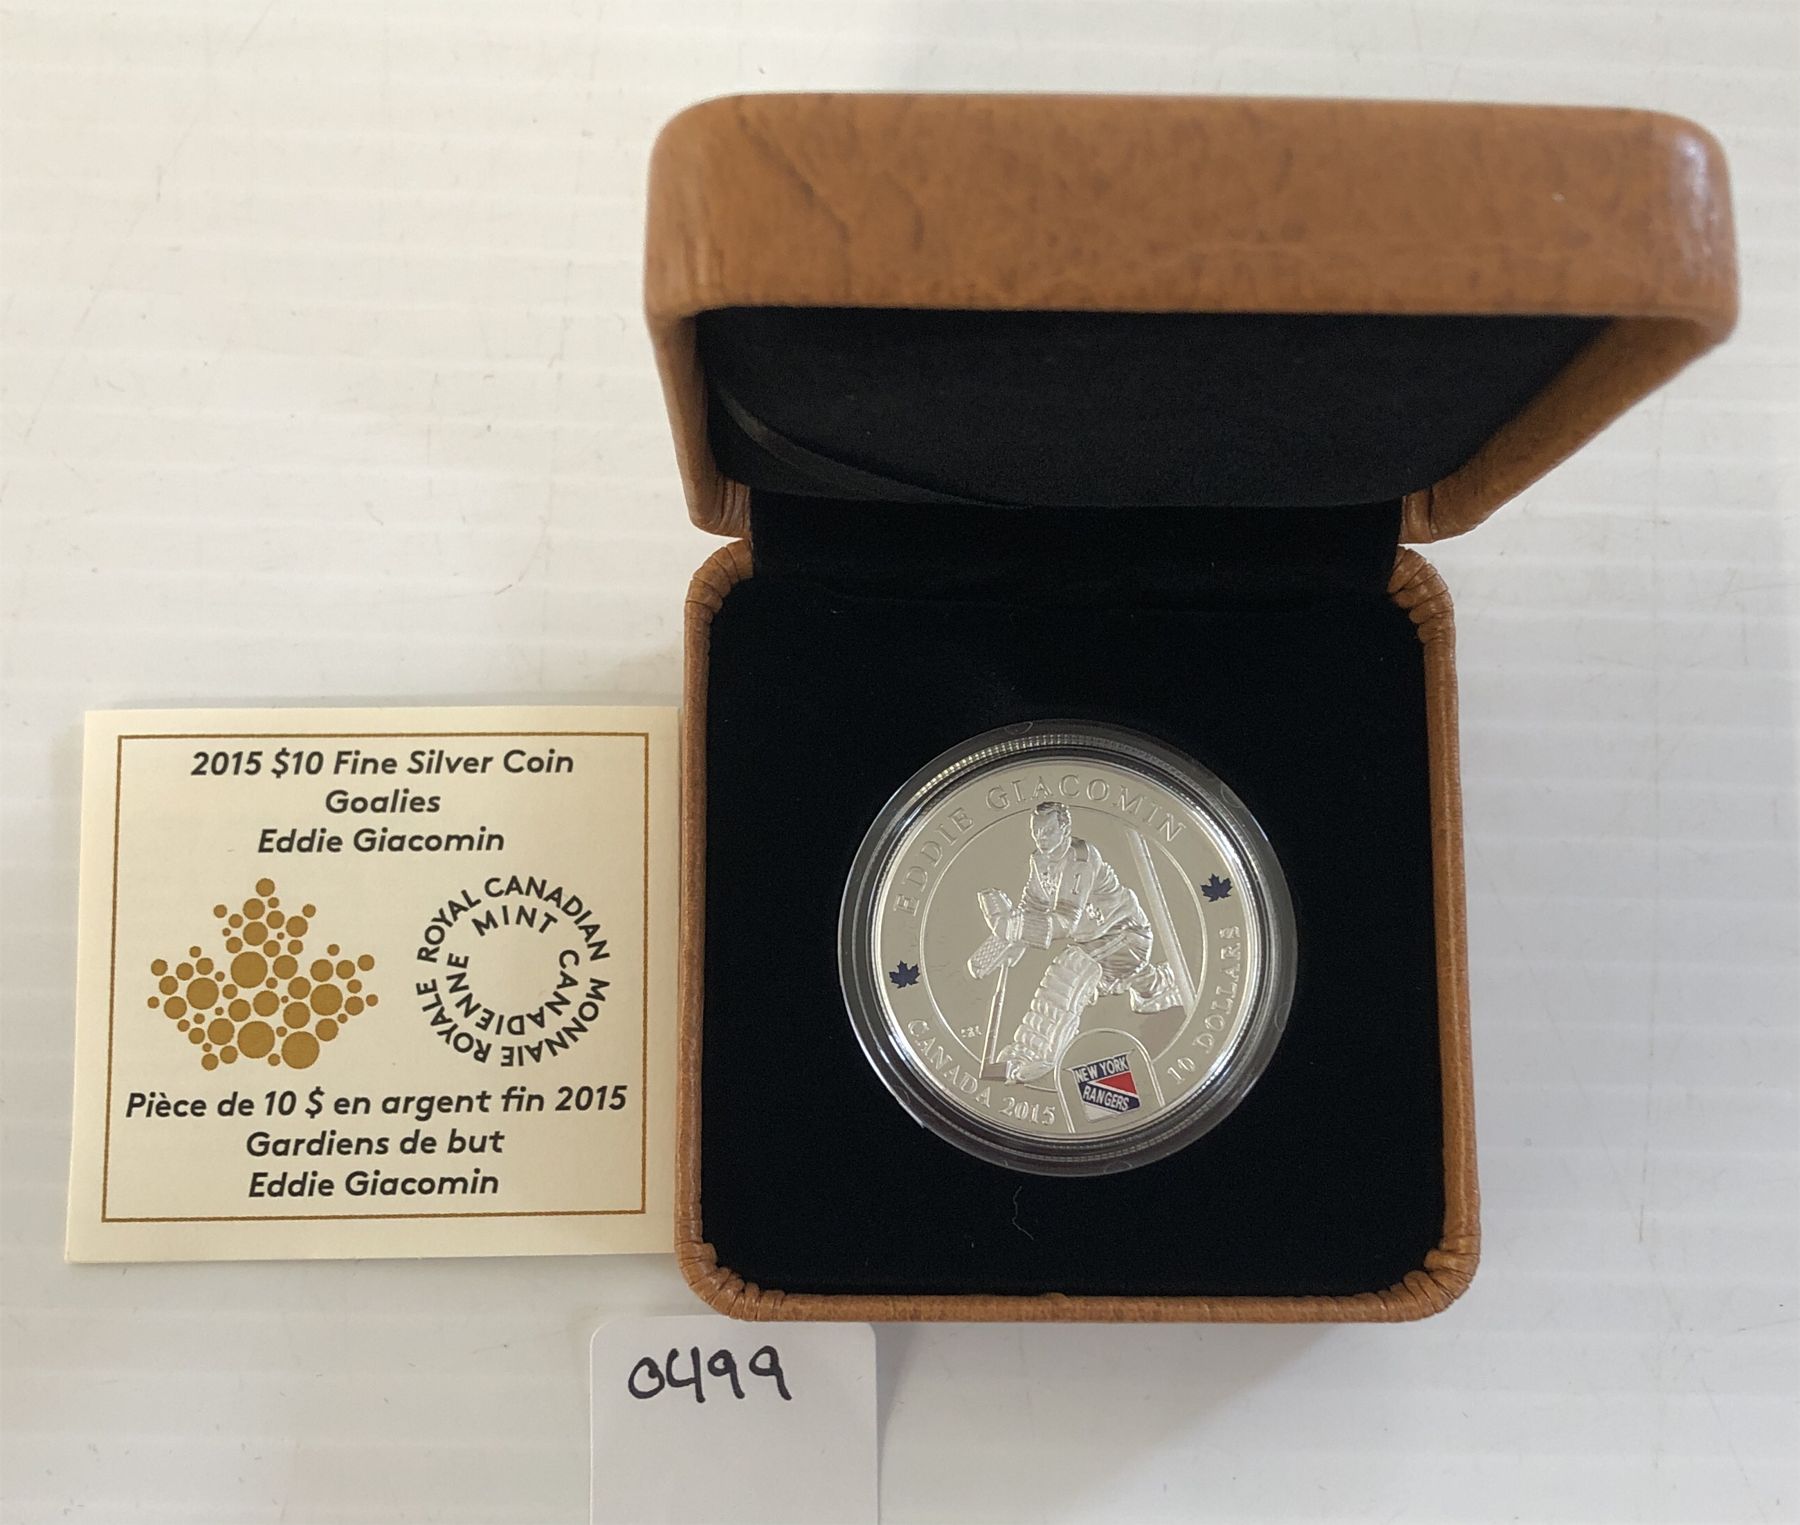 2015 $10 Fine Silver Coin
Goalies
Eddie Giacomin
ROYAL CANADIAN MINT
MONNAIE ROYALE CANADIENNE
Pièce de 10 $ en argent fin 2015
Gardiens de but
Eddie Giacomin
EDDIE GIACOMIN
1
NEW YORK
RANGERS
CANADA 2015
10 DOLLARS
0499